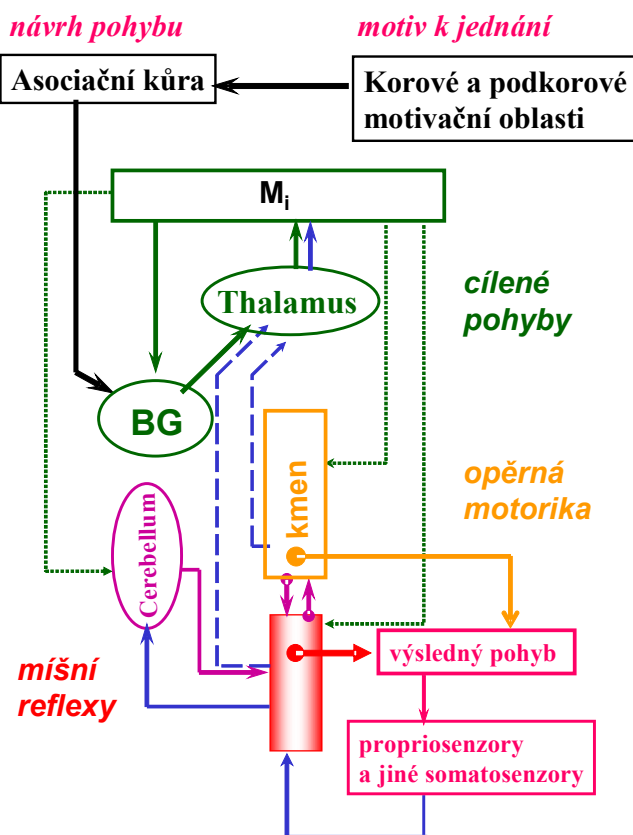 návrh pohybu
motiv k jednání
Asociační kůra
Korové a podkorové
motivační oblasti
Mi
Thalamus
cílené
pohyby
BG
kmen
opěrná
motorika
Cerebellum
míšní
reflexy
výsledný pohyb
propriosenzory
a jiné somatosenzory